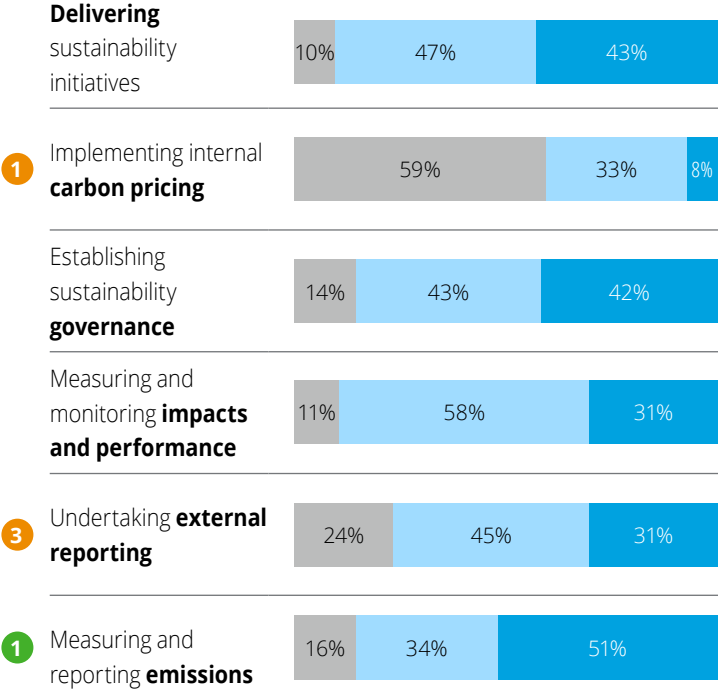 Delivering
sustainability
initiatives
10% 47% 43%
1
Implementing internal
carbon pricing
59% 33% 8%
Establishing
sustainability
governance
14% 43% 42%
Measuring and
monitoring impacts
and performance
11% 58% 31%
3
Undertaking external
reporting
24% 45% 31%
1
Measuring and
reporting emissions
16% 34% 51%